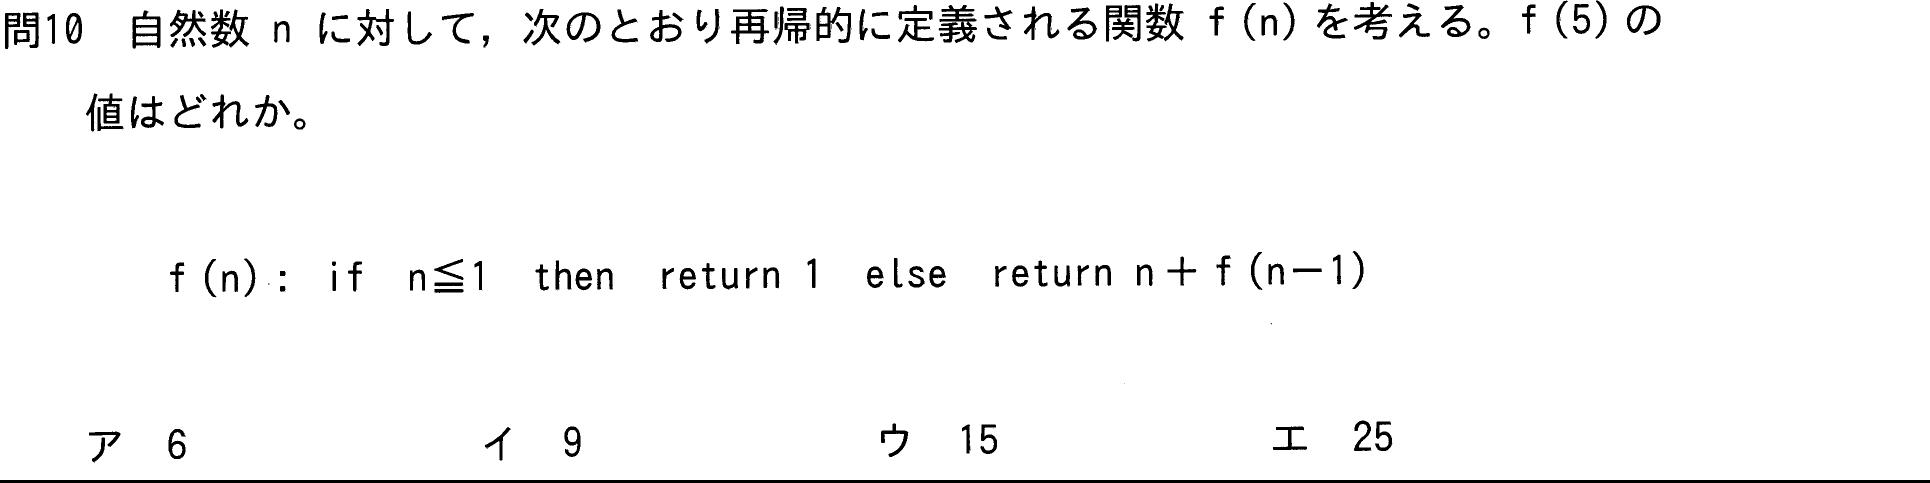 問10 自然数 n に対して，次のとおり再帰的に定義される関数 f(n)を考える。f(5)の
値はどれか。
f(n)： if n≦1 then return 1 else return n＋f(n－1)
ア 6 イ 9 ウ 15 エ 25